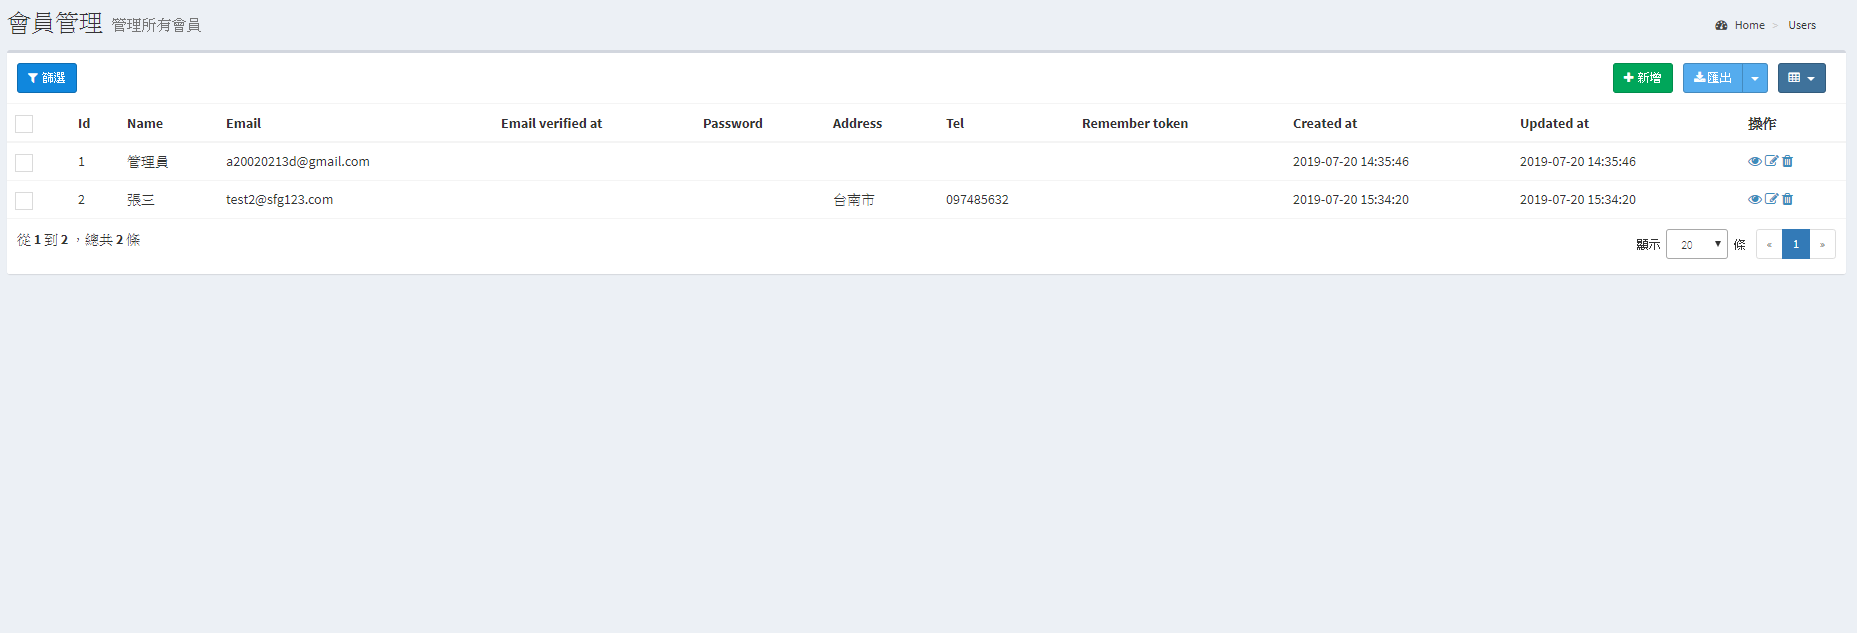 會員管理 管理所有會員 Home > Users
篩選 新增 匯出
Id Name Email Email verified at Password Address Tel Remember token Created at Updated at 操作
1 管理員 a20020213d@gmail.com 2019-07-20 14:35:46 2019-07-20 14:35:46
2 張三 test2@sfg123.com 台南市 097485632 2019-07-20 15:34:20 2019-07-20 15:34:20
從 1 到 2 ，總共 2 條 顯示 20 條 « 1 »